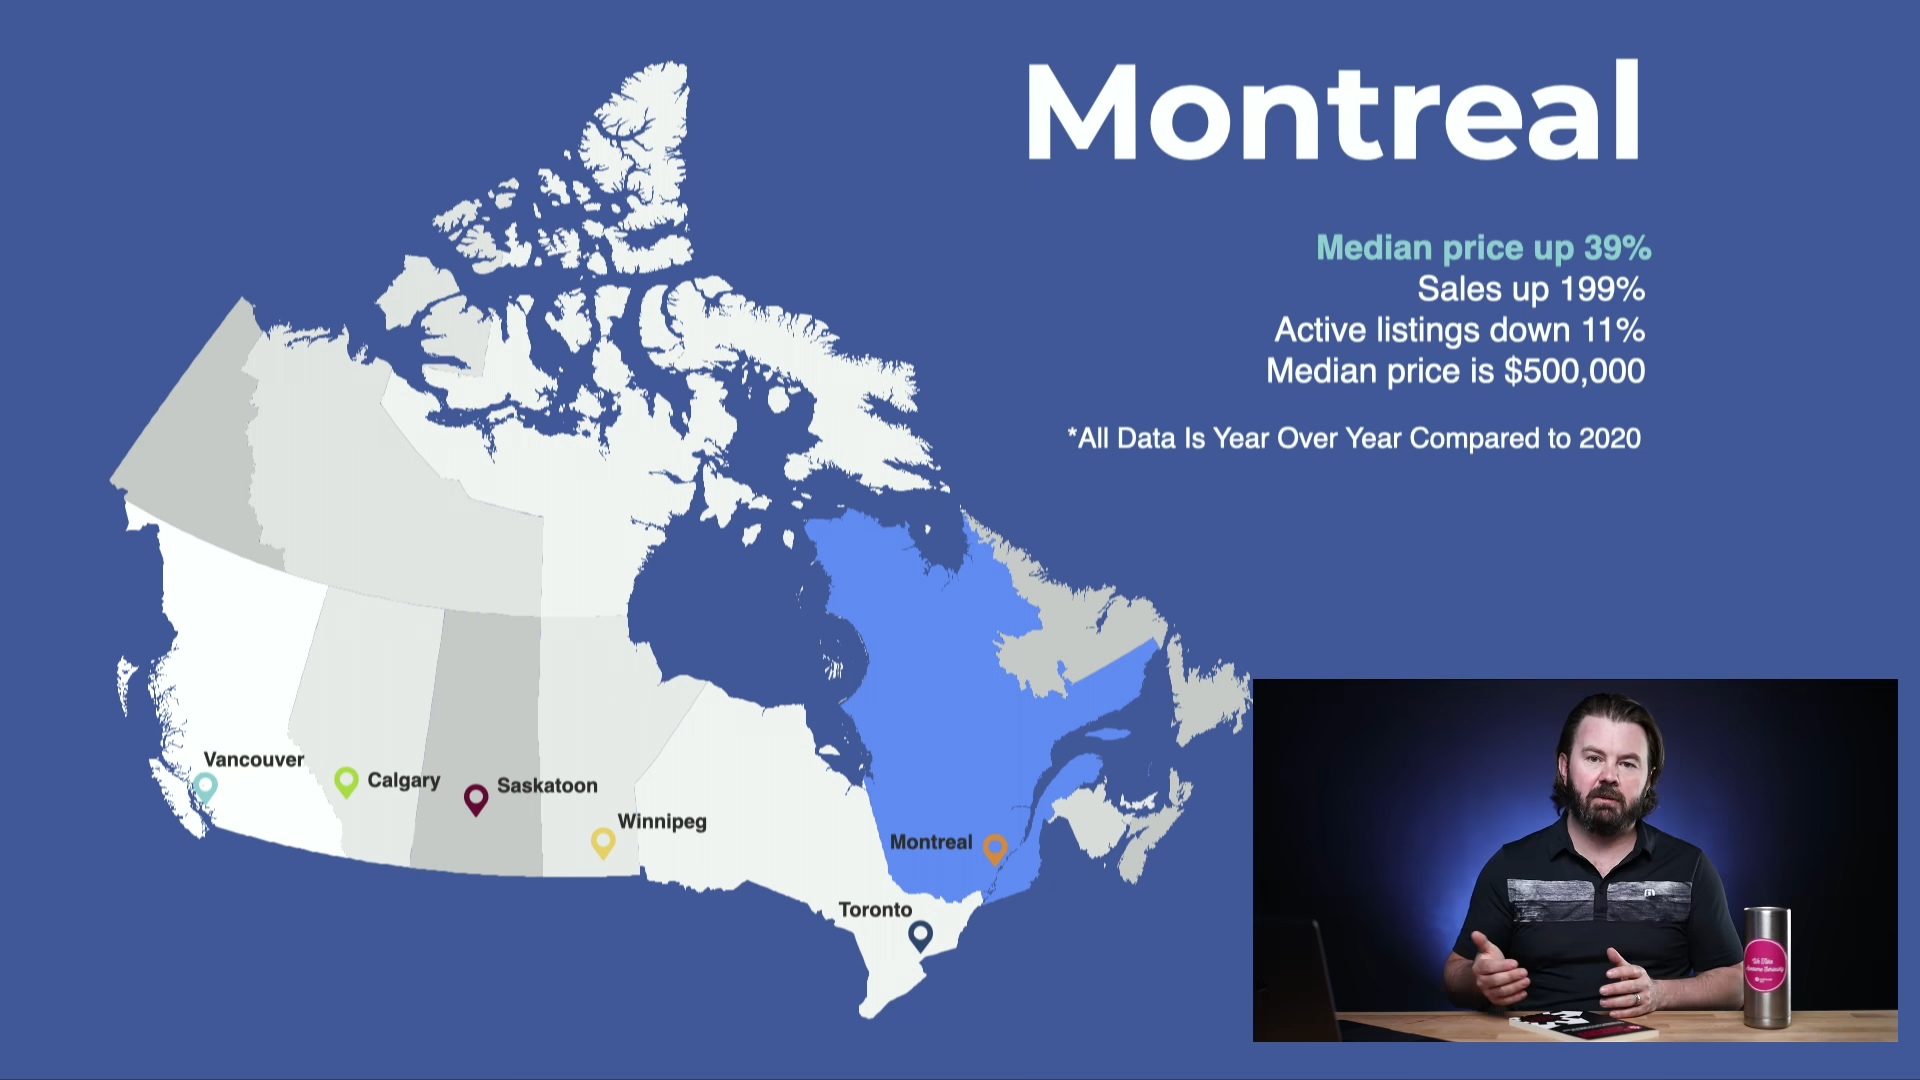 Montreal
Median price up 39%
Sales up 199%
Active listings down 11%
Median price is $500,000
*All Data Is Year Over Year Compared to 2020
Vancouver
Calgary
Saskatoon
Winnipeg
Montreal
Toronto